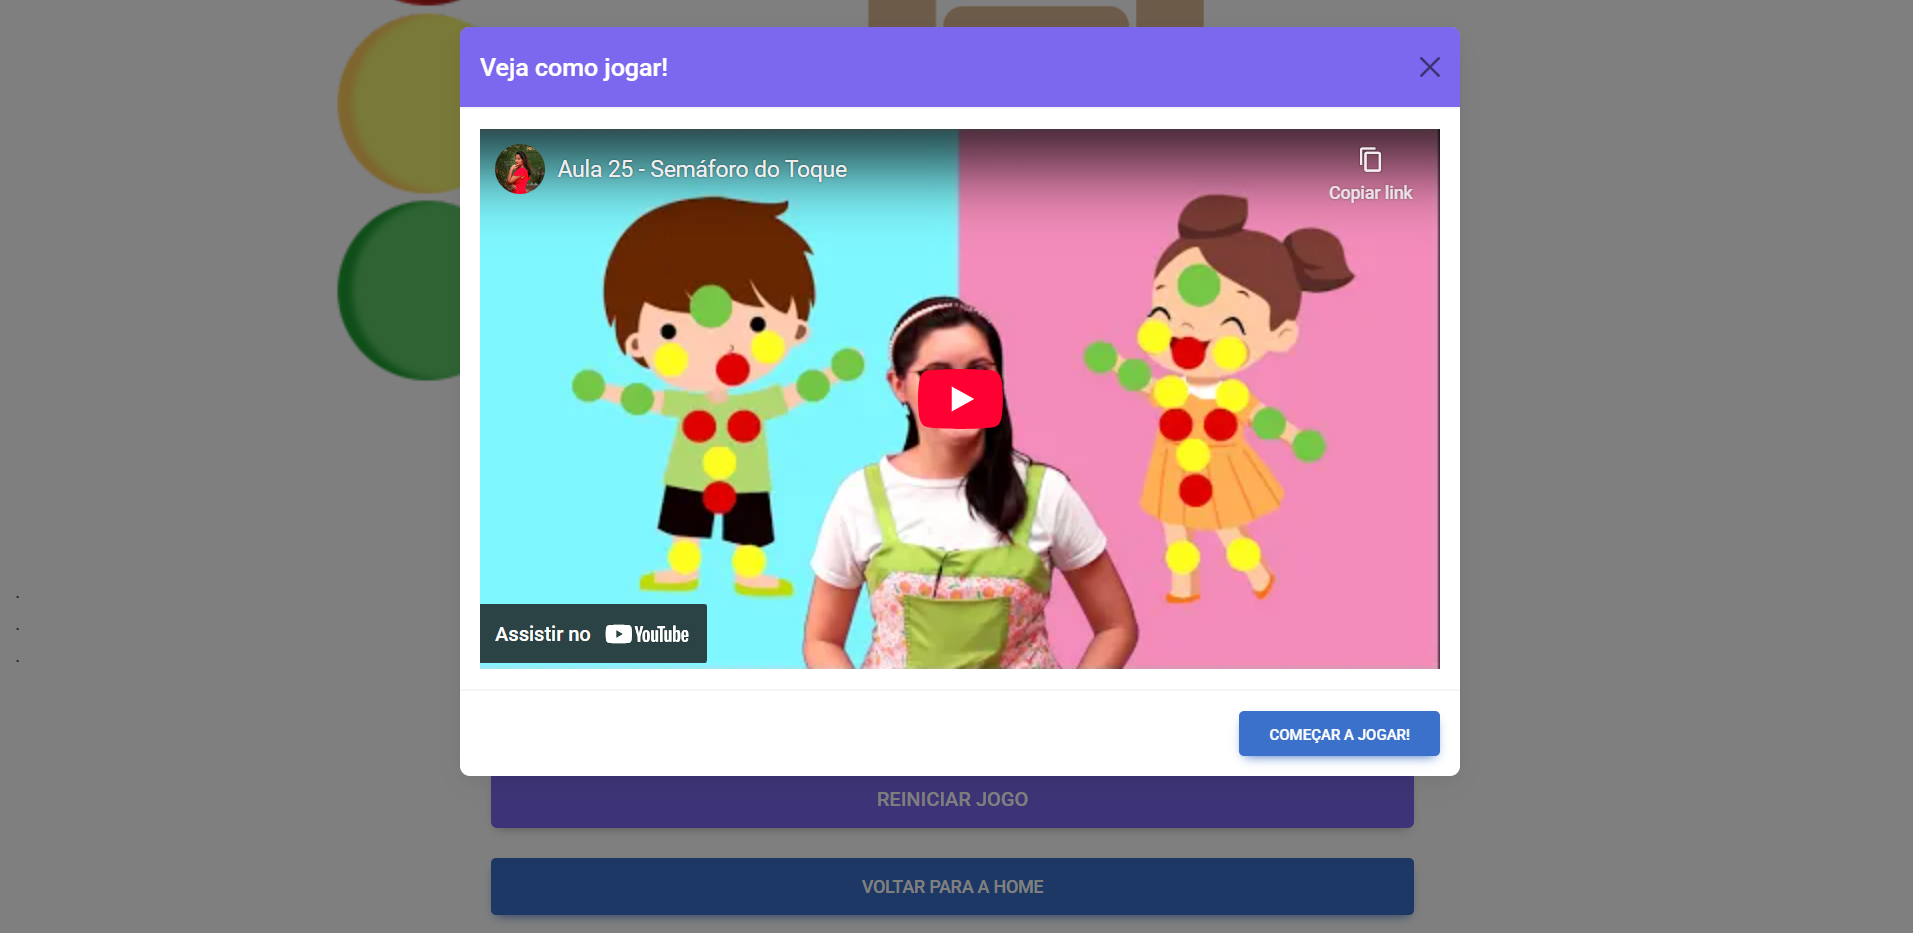 Veja como jogar!
Aula 25 - Semáforo do Toque
Copiar link
Assistir no YouTube
COMEÇAR A JOGAR!
REINICIAR JOGO
VOLTAR PARA A HOME